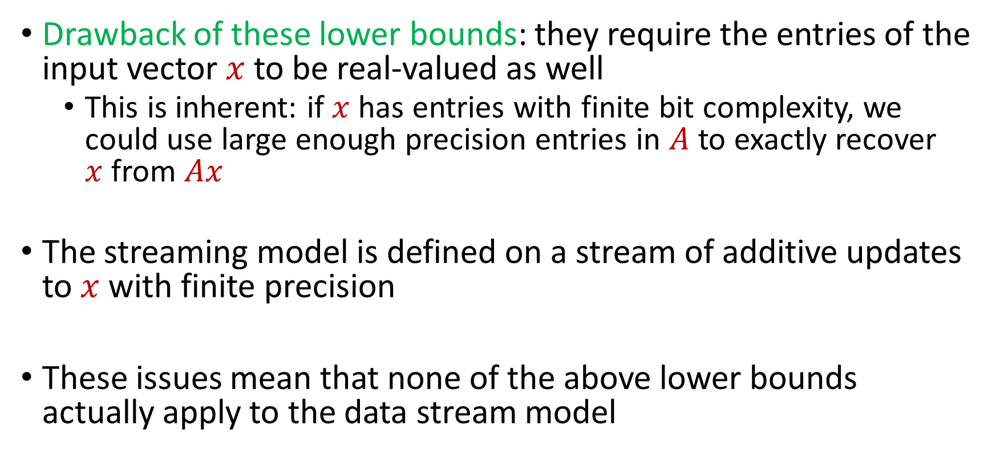 • Drawback of these lower bounds: they require the entries of the
input vector x to be real-valued as well
• This is inherent: if x has entries with finite bit complexity, we
could use large enough precision entries in A to exactly recover
x from Ax
• The streaming model is defined on a stream of additive updates
to x with finite precision
• These issues mean that none of the above lower bounds
actually apply to the data stream model